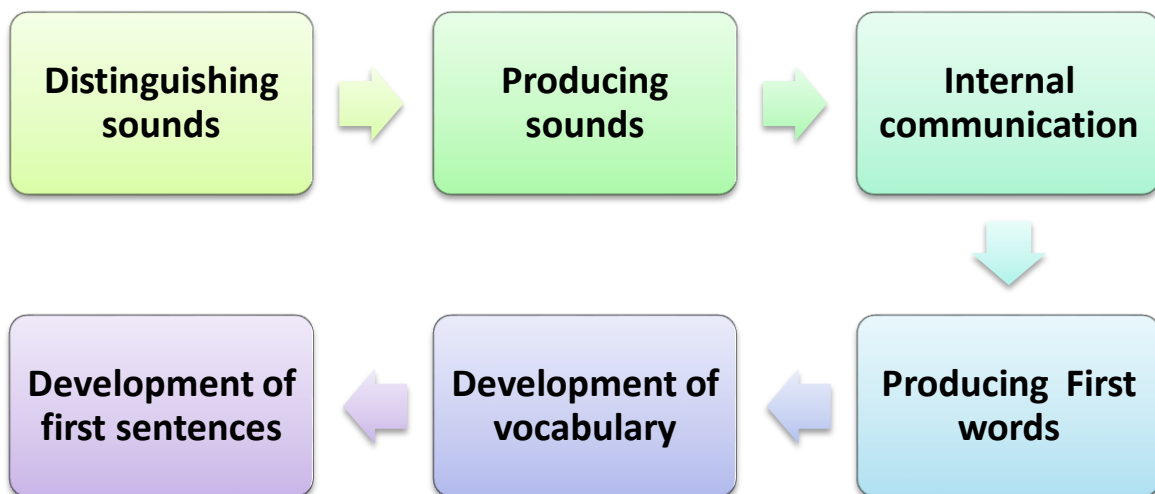 Distinguishing
sounds
Producing
sounds
Internal
communication
Producing  First
words
Development of
vocabulary
Development of
first sentences